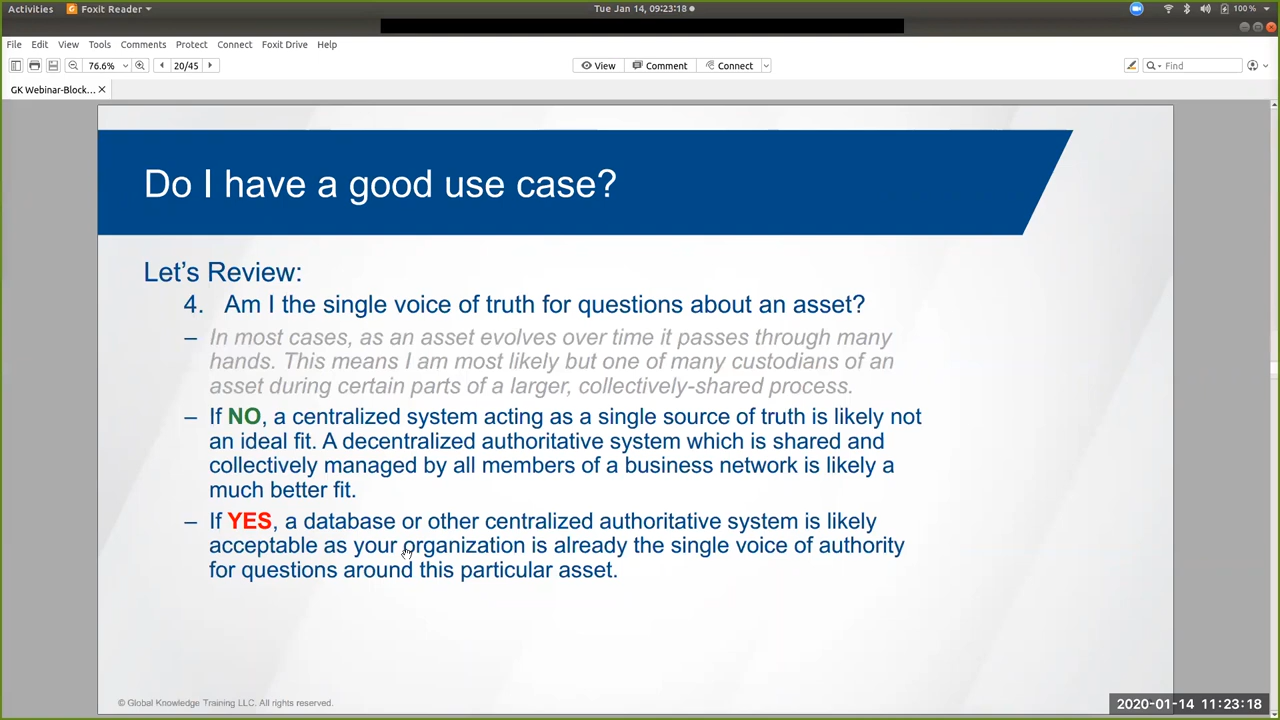 Activities Foxit Reader Tue Jan 14, 09:23:18 100 %
File Edit View Tools Comments Protect Connect Foxit Drive Help
76.6% 20/45 View Comment Connect Find
GK Webinar-Block...
Do I have a good use case?
Let's Review:
4. Am I the single voice of truth for questions about an asset?
– In most cases, as an asset evolves over time it passes through many
hands. This means I am most likely but one of many custodians of an
asset during certain parts of a larger, collectively-shared process.
– If NO, a centralized system acting as a single source of truth is likely not
an ideal fit. A decentralized authoritative system which is shared and
collectively managed by all members of a business network is likely a
much better fit.
– If YES, a database or other centralized authoritative system is likely
acceptable as your organization is already the single voice of authority
for questions around this particular asset.
© Global Knowledge Training LLC. All rights reserved.
2020-01-14 11:23:18